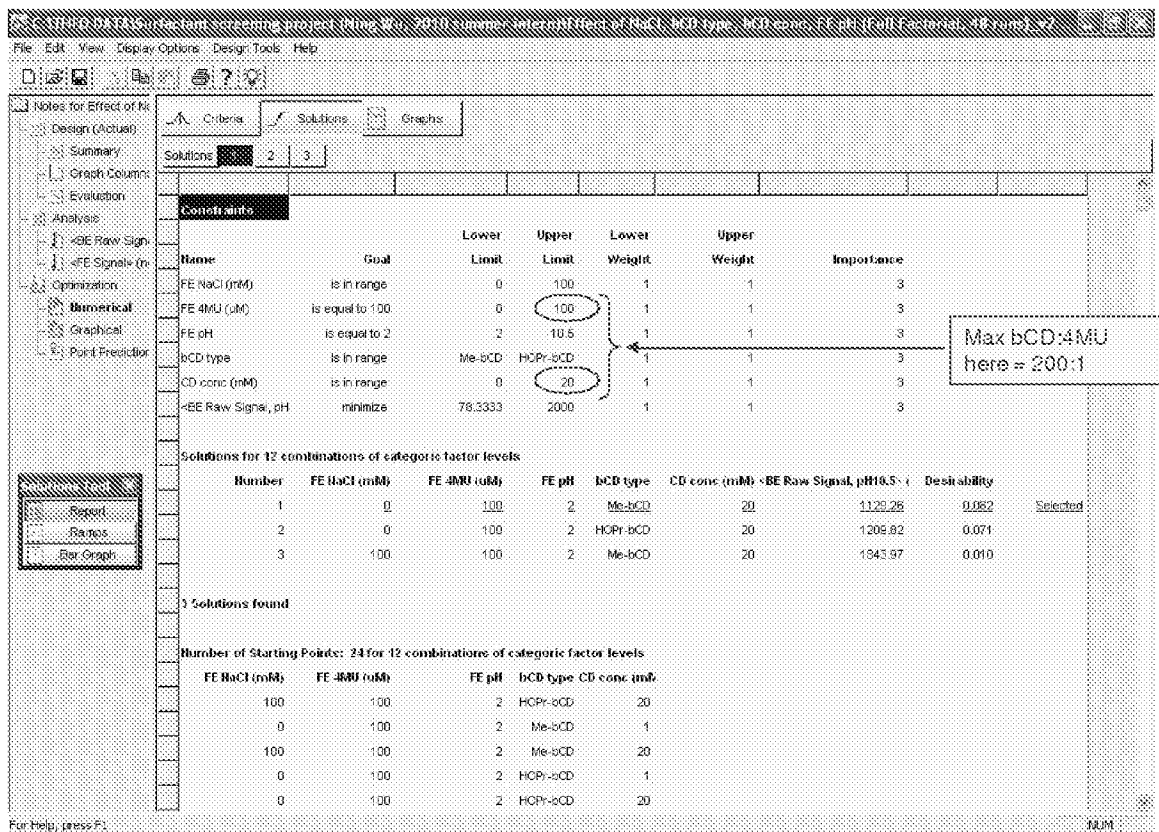 File Edit View Display Options Design Tools Help
Notes for Effect of Na
Design (Actual)
Summary
Graph Column
Evaluation
Analysis
<BE Raw Sign
<FE Signal> (n
Optimization
Numerical
Graphical
Point Prediction
Criteria Solutions Graphs
Solutions 1 2 3
Constraints
Lower Upper Lower Upper
Name Goal Limit Limit Weight Weight Importance
FE NaCl (mM) is in range 0 100 1 1 3
FE 4MU (uM) is equal to 100 0 100 1 1 3
FE pH is equal to 2 2 10.5 1 1 3
bCD type is in range Me-bCD HOPr-bCD 1 1 3
CD conc (mM) is in range 0 20 1 1 3
<BE Raw Signal, pH minimize 78.3333 2000 1 1 3
Max bCD:4MU
here = 200:1
Solutions for 12 combinations of categoric factor levels
Number FE NaCl (mM) FE 4MU (uM) FE pH bCD type CD conc (mM) <BE Raw Signal, pH10.5> ( Desirability
1 0 100 2 Me-bCD 20 1129.26 0.082 Selected
2 0 100 2 HOPr-bCD 20 1209.82 0.071
3 100 100 2 Me-bCD 20 1843.97 0.010
3 Solutions found
Number of Starting Points: 24 for 12 combinations of categoric factor levels
FE NaCl (mM) FE 4MU (uM) FE pH bCD type CD conc (mM
100 100 2 HOPr-bCD 20
0 100 2 Me-bCD 1
100 100 2 Me-bCD 20
0 100 2 HOPr-bCD 1
0 100 2 HOPr-bCD 20
Report
Ramps
Bar Graph
For Help, press F1 NUM